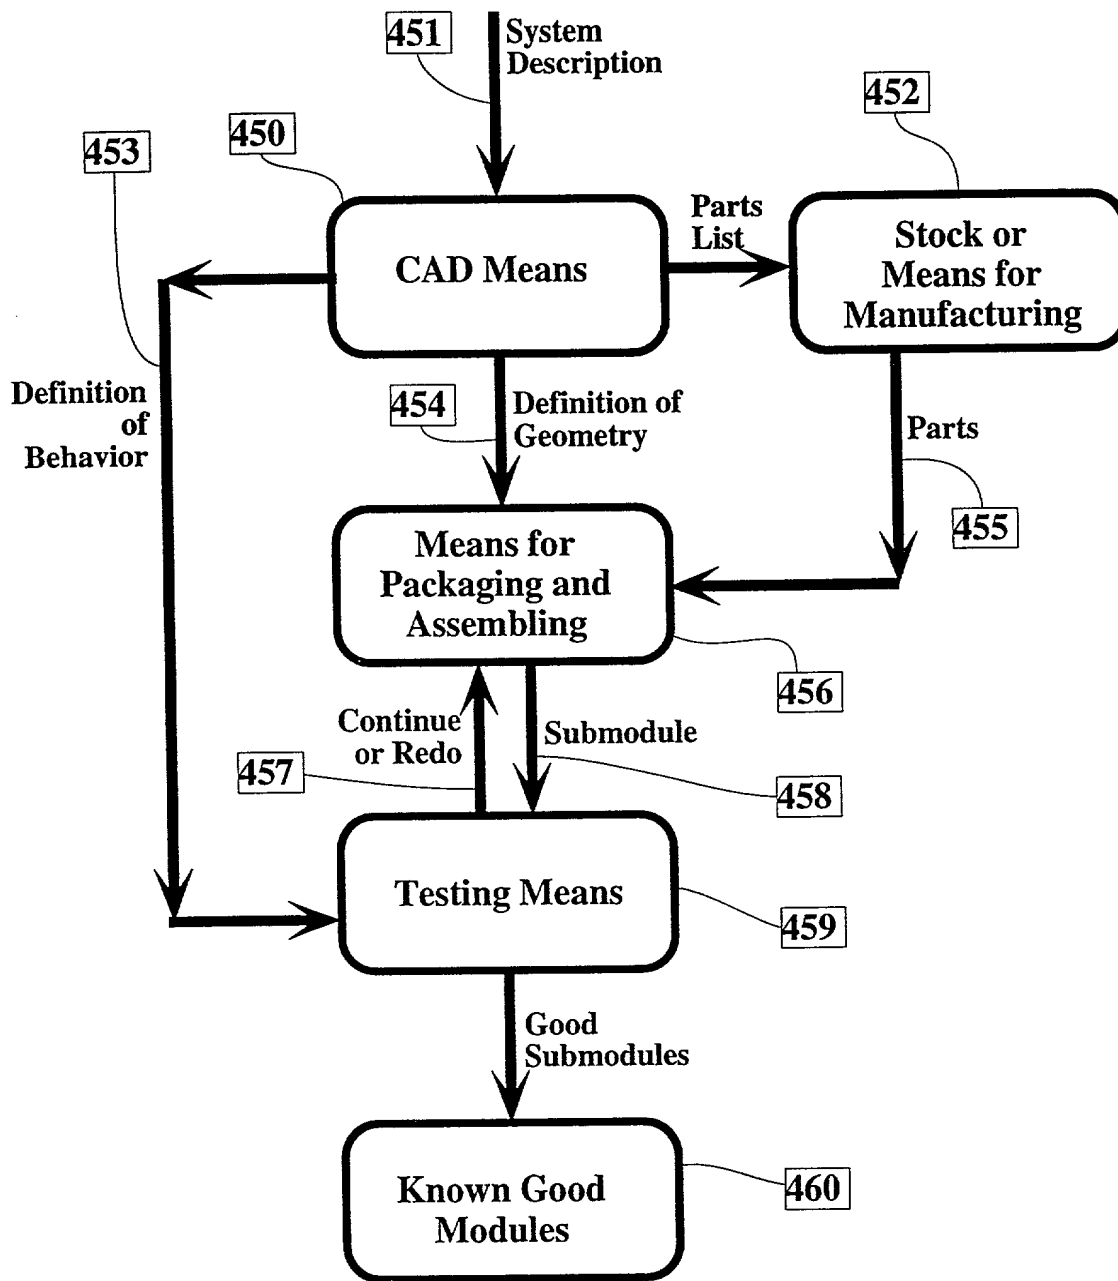 451
System
Description
452
453
450
CAD Means
Parts
List
Stock or
Means for
Manufacturing
Definition
of
Behavior
454
Definition of
Geometry
Parts
455
Means for
Packaging and
Assembling
456
Continue
or Redo
Submodule
457
458
Testing Means
459
Good
Submodules
Known Good
Modules
460